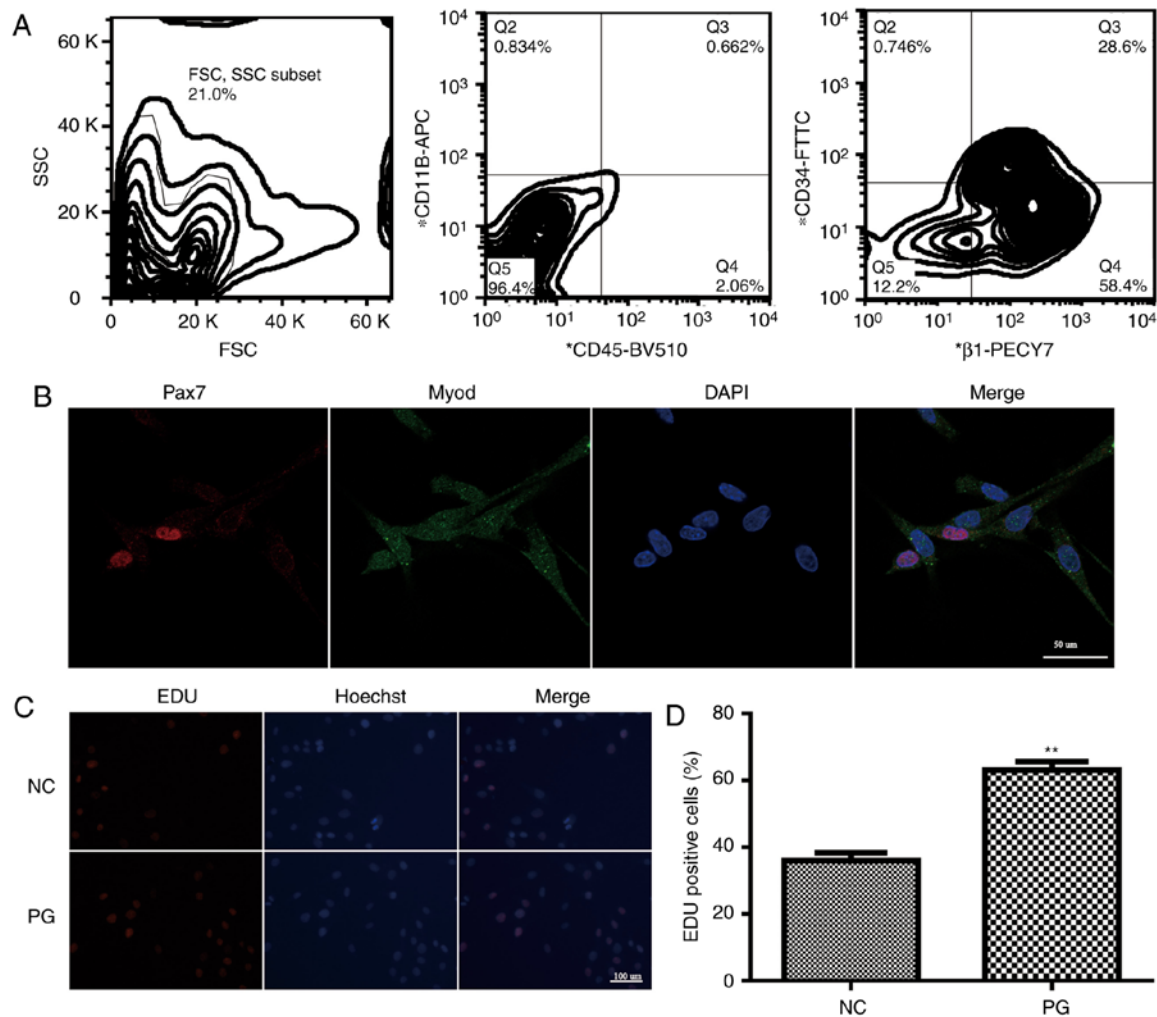 A
60 K
40 K
20 K
0
SSC
FSC, SSC subset
21.0%
0
20 K
40 K
60 K
FSC
10⁴
10³
10²
10¹
10⁰
*CD11B-APC
Q2
0.834%
Q3
0.662%
Q5
96.4%
Q4
2.06%
10⁰
10¹
10²
10³
10⁴
*CD45-BV510
10⁴
10³
10²
10¹
10⁰
*CD34-FTTC
Q2
0.746%
Q3
28.6%
Q5
12.2%
Q4
58.4%
10⁰
10¹
10²
10³
10⁴
*β1-PECY7
B
Pax7
Myod
DAPI
Merge
50 um
C
EDU
Hoechst
Merge
NC
PG
100 um
D
80
60
40
20
0
EDU positive cells (%)
**
NC
PG